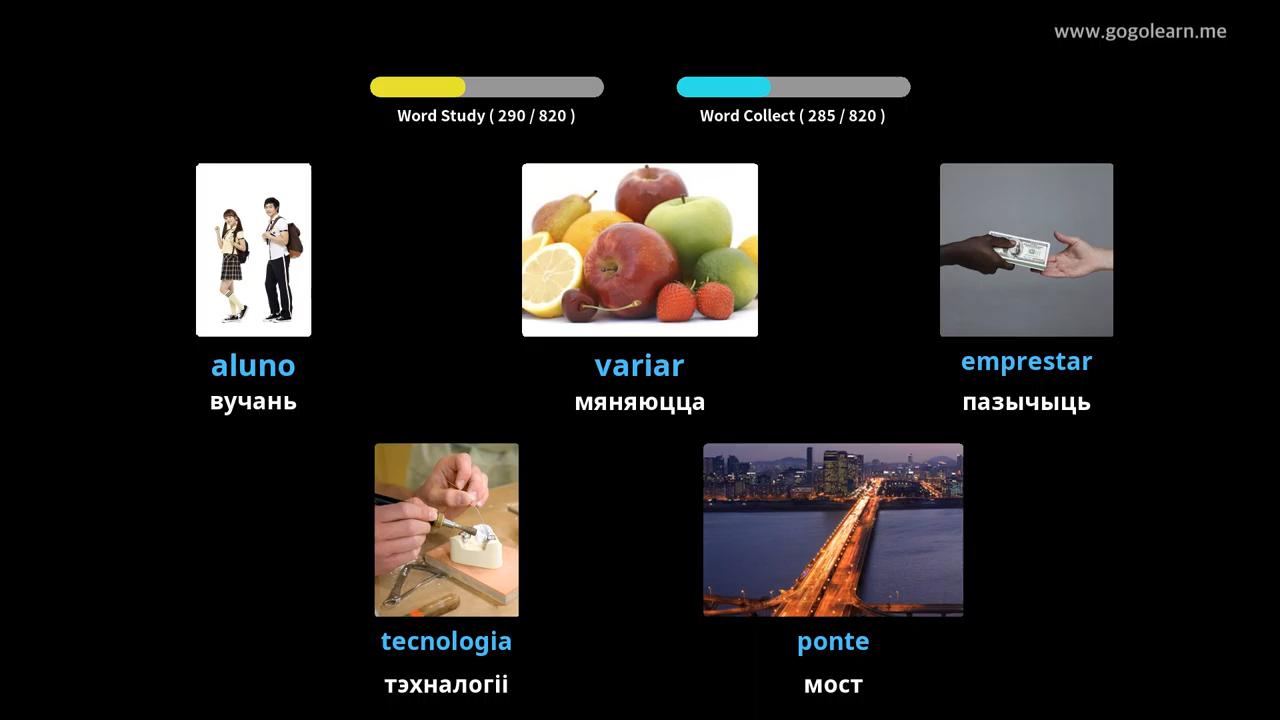 www.gogolearn.me
Word Study ( 290 / 820 )
Word Collect ( 285 / 820 )
aluno
variar
emprestar
вучань
мяняюцца
пазычыць
tecnologia
ponte
тэхналогіі
мост